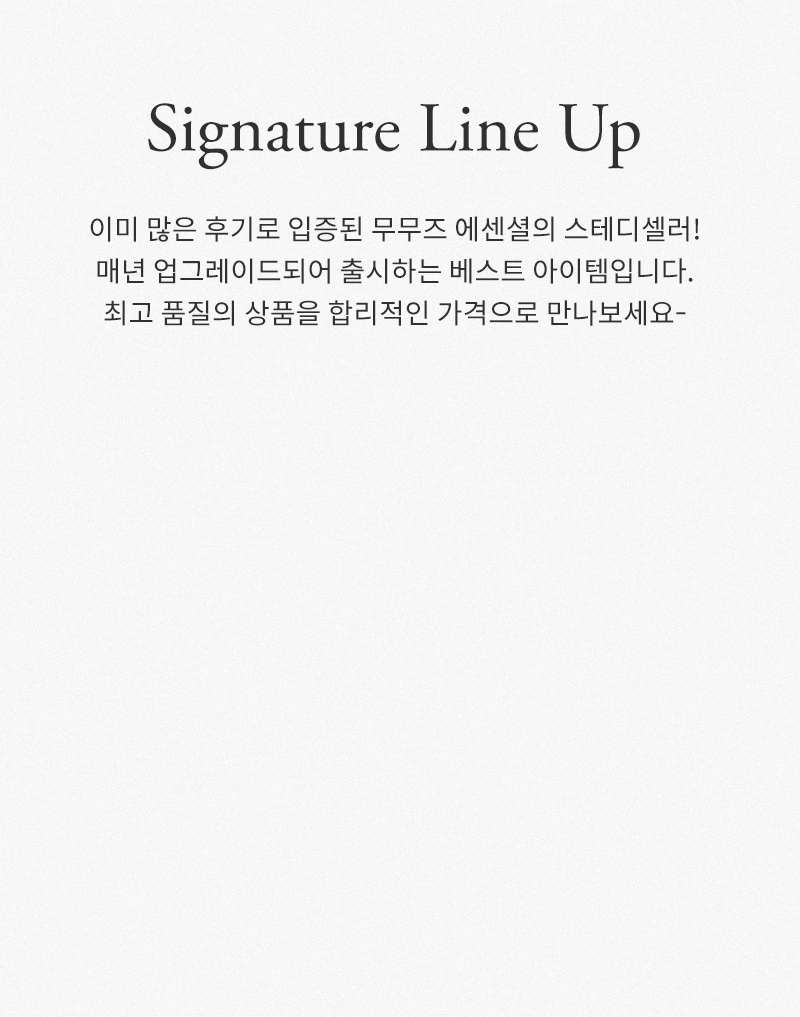 Signature Line Up
이미 많은 후기로 입증된 무무즈 에센셜의 스테디셀러!
매년 업그레이드되어 출시하는 베스트 아이템입니다.
최고 품질의 상품을 합리적인 가격으로 만나보세요-